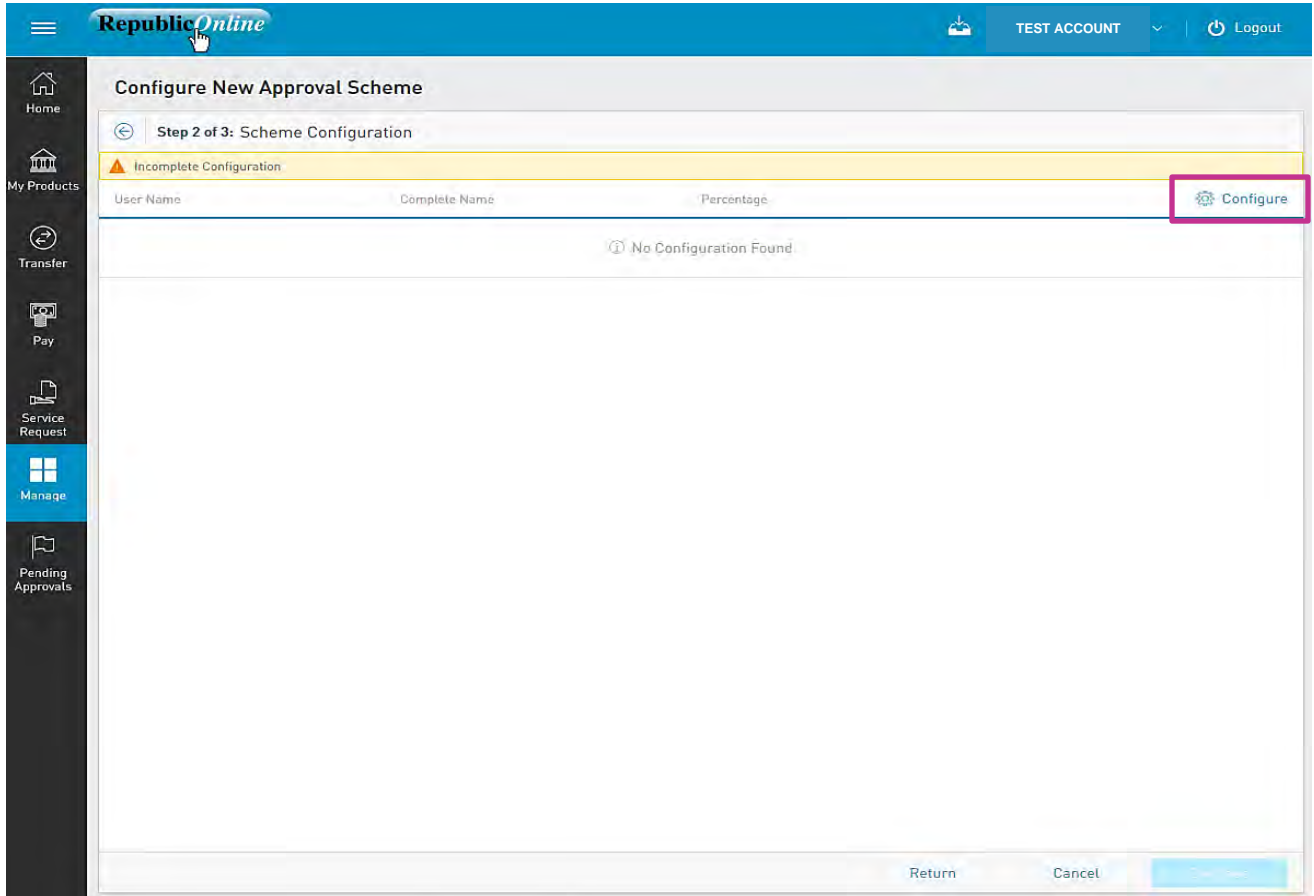 RepublicOnline
TEST ACCOUNT
Logout
Home
My Products
Transfer
Pay
Service
Request
Manage
Pending
Approvals
Configure New Approval Scheme
Step 2 of 3: Scheme Configuration
Incomplete Configuration
User Name
Complete Name
Percentage
Configure
No Configuration Found
Return
Cancel